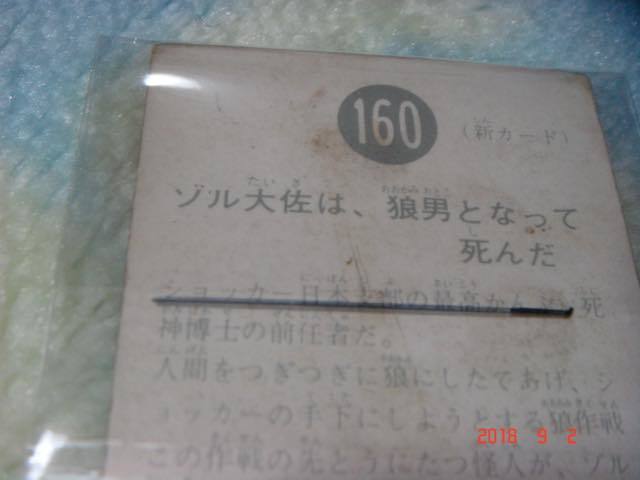 160
(新カード)
ゾル大佐は、狼男となって
死んだ
ショッカー日本支部の最高かんぶ、死
神博士の前任者だ。
人間をつぎつぎに狼にしたてあげ、シ
ョッカーの手下にしようとする狼作戦
この作戦の先とうにたつ怪人が、ゾル
2018 9 2